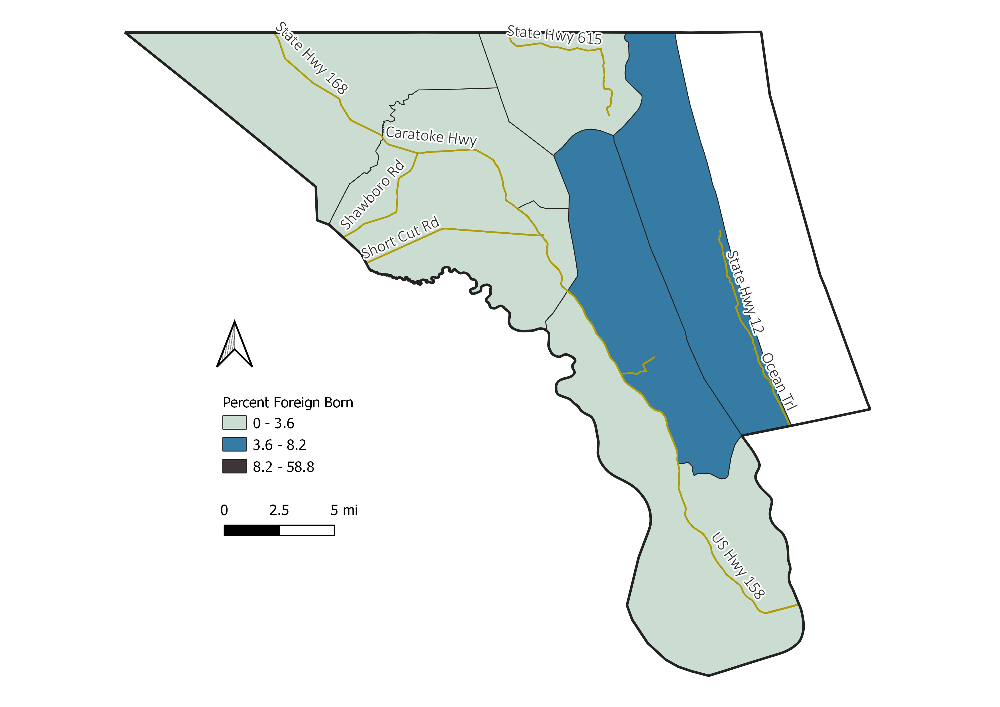 State Hwy 168
State Hwy 615
Caratoke Hwy
Shawboro Rd
Short Cut Rd
State Hwy 12
Ocean Trl
US Hwy 158
Percent Foreign Born
0 - 3.6
3.6 - 8.2
8.2 - 58.8
0 2.5 5 mi